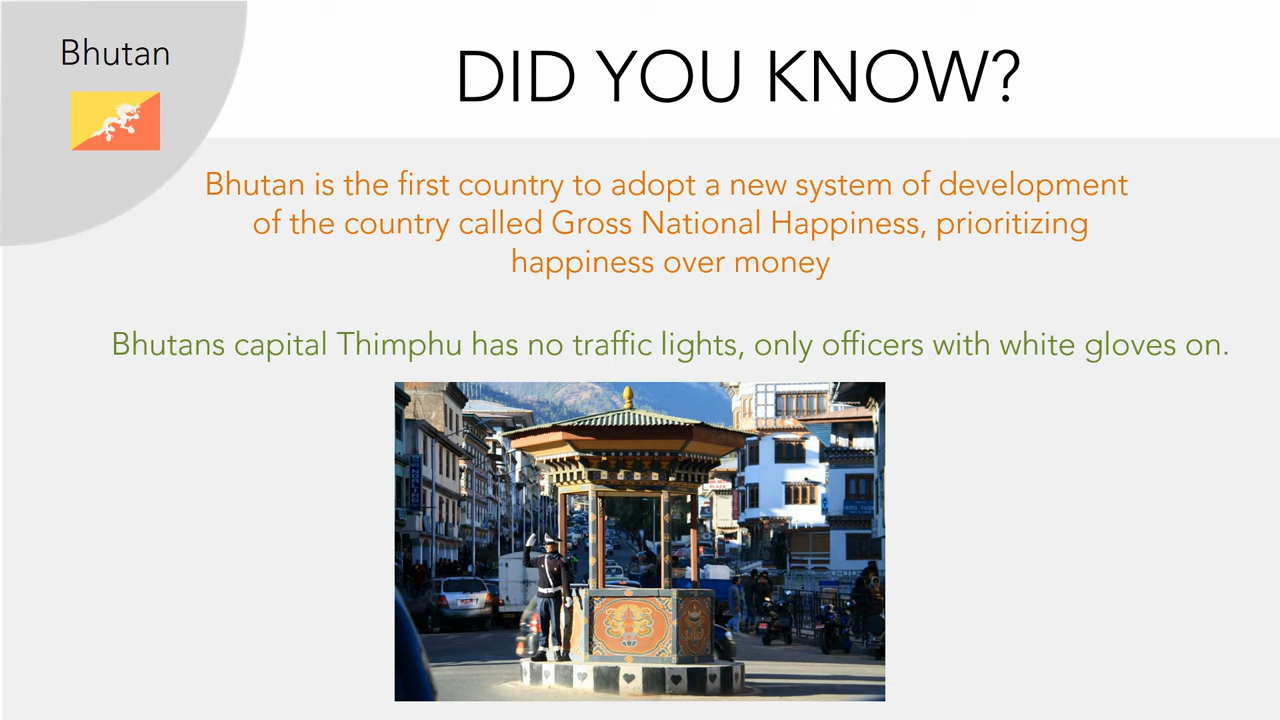 Bhutan
DID YOU KNOW?
Bhutan is the first country to adopt a new system of development
of the country called Gross National Happiness, prioritizing
happiness over money
Bhutans capital Thimphu has no traffic lights, only officers with white gloves on.
NORLING
PLAZA